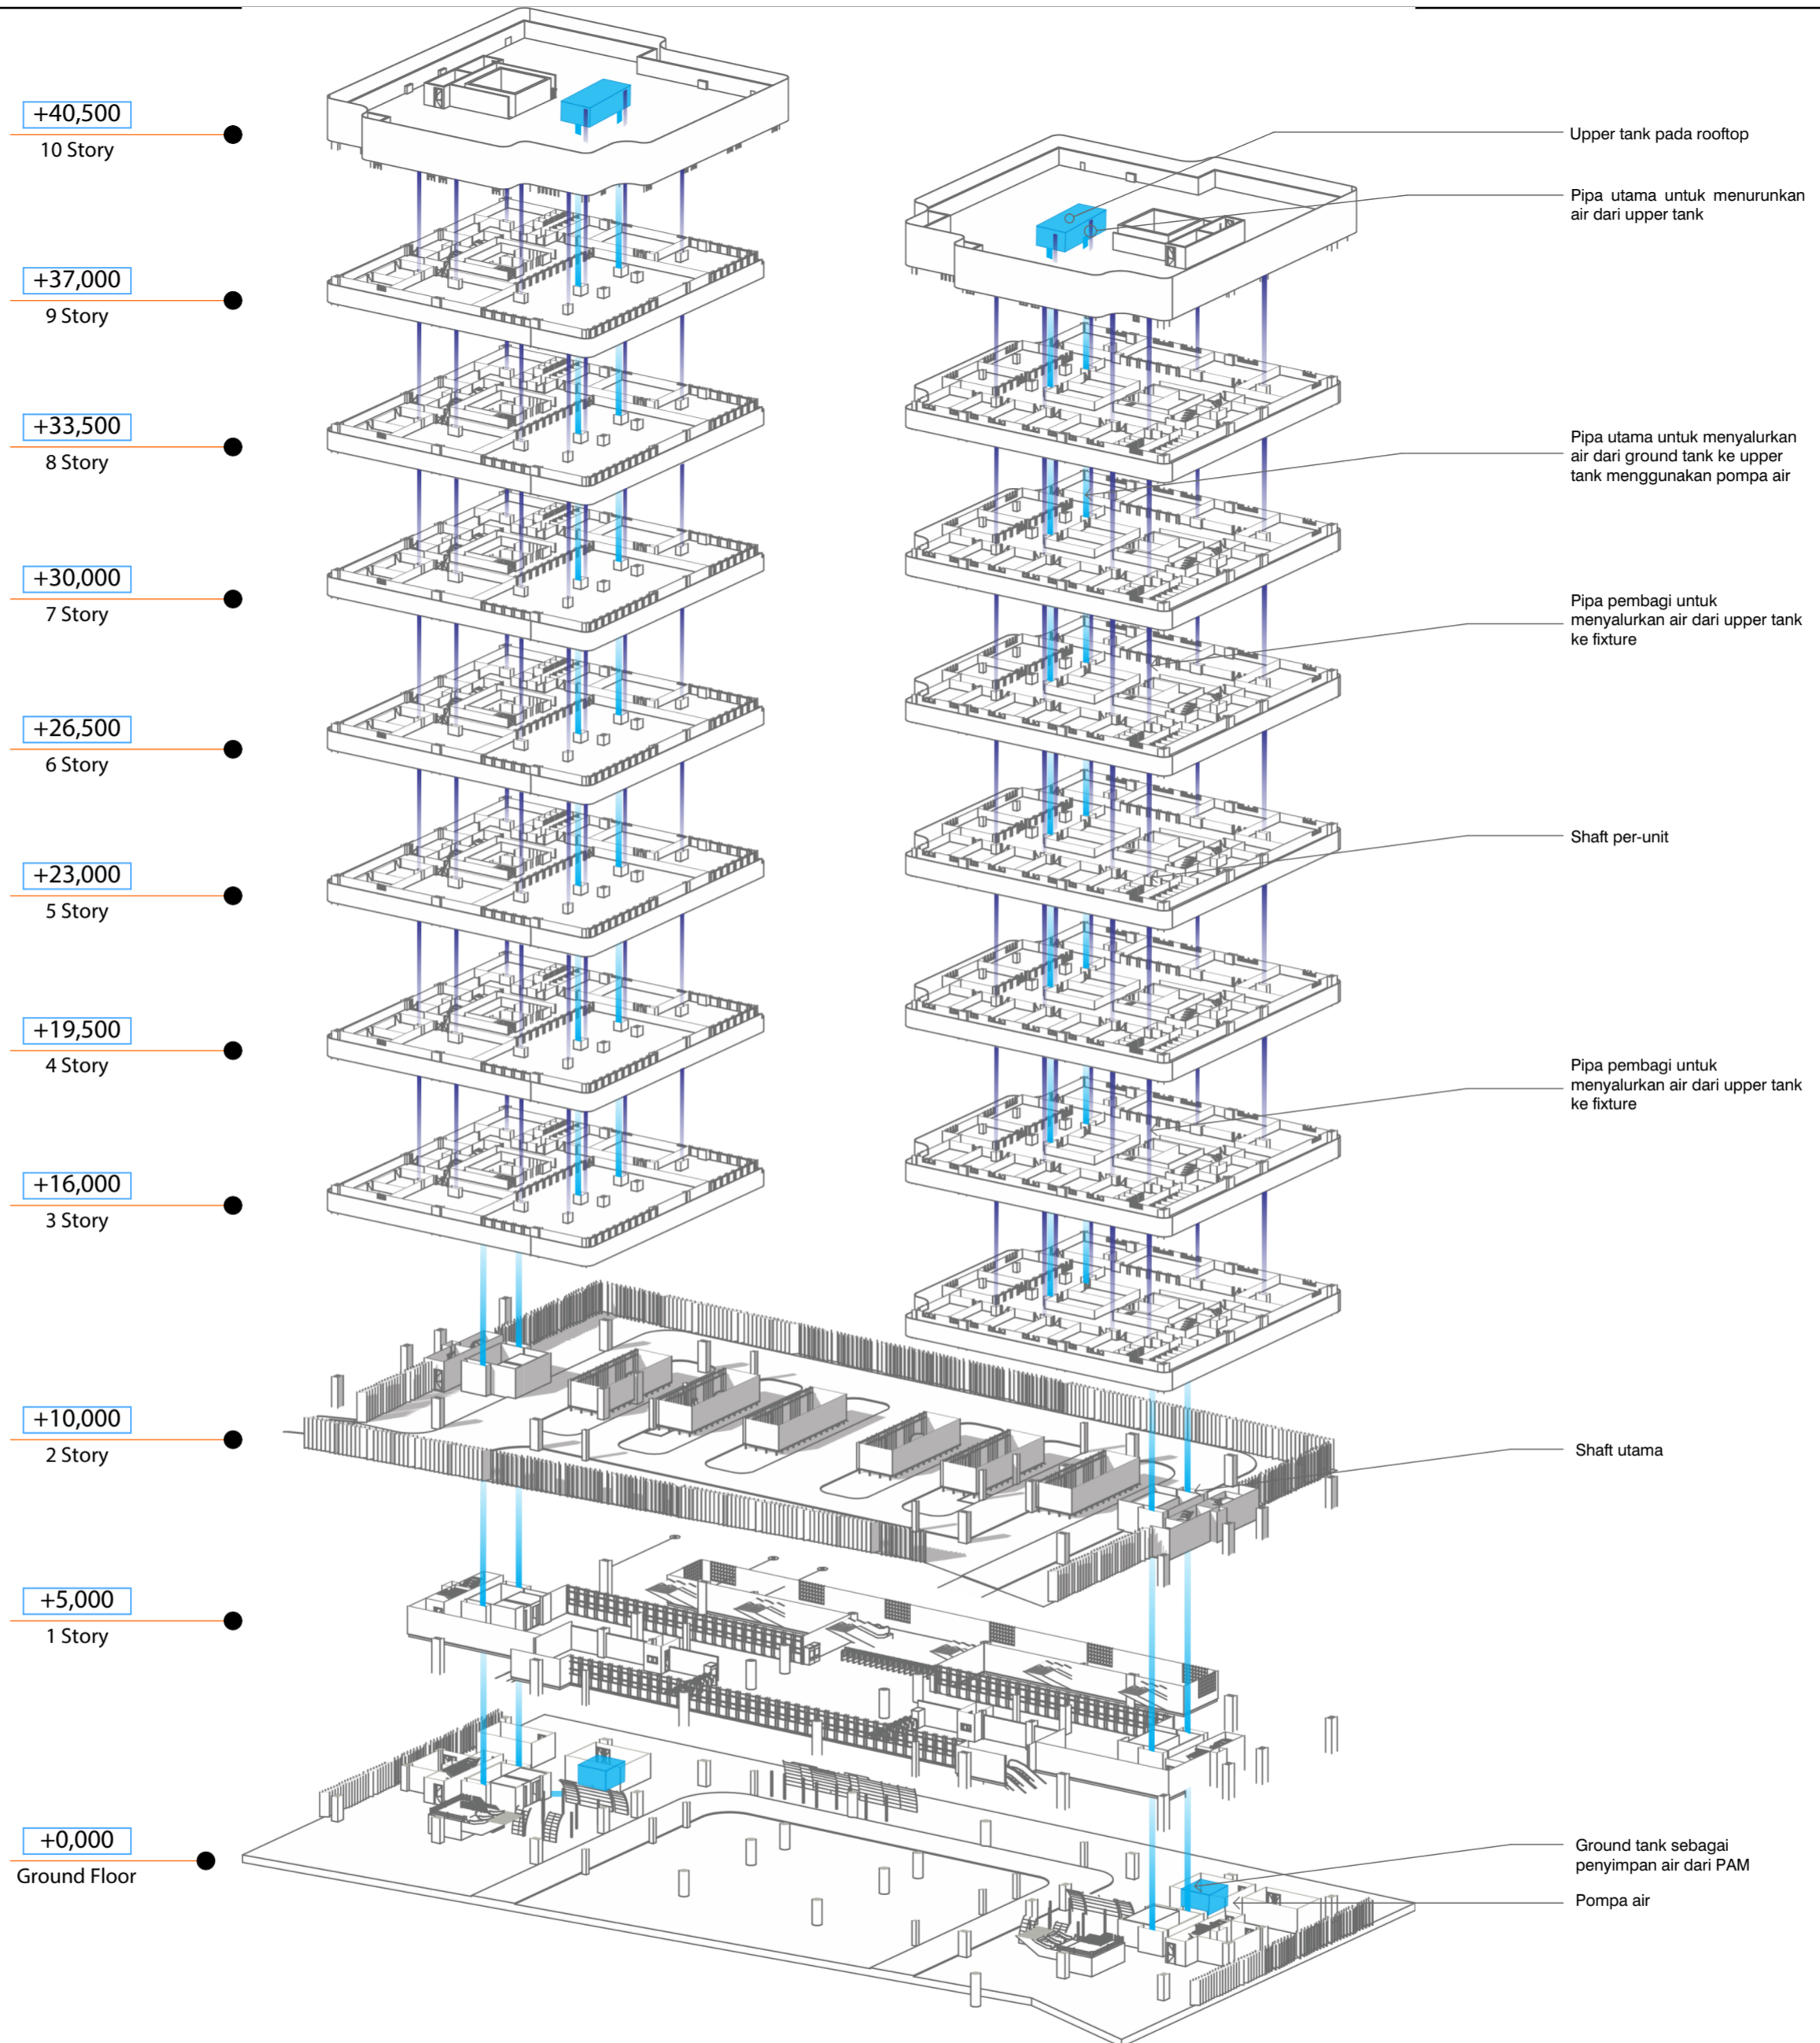 +40,500
10 Story
+37,000
9 Story
+33,500
8 Story
+30,000
7 Story
+26,500
6 Story
+23,000
5 Story
+19,500
4 Story
+16,000
3 Story
+10,000
2 Story
+5,000
1 Story
+0,000
Ground Floor
Upper tank pada rooftop
Pipa utama untuk menurunkan
air dari upper tank
Pipa utama untuk menyalurkan
air dari ground tank ke upper
tank menggunakan pompa air
Pipa pembagi untuk
menyalurkan air dari upper tank
ke fixture
Shaft per-unit
Pipa pembagi untuk
menyalurkan air dari upper tank
ke fixture
Shaft utama
Ground tank sebagai
penyimpan air dari PAM
Pompa air